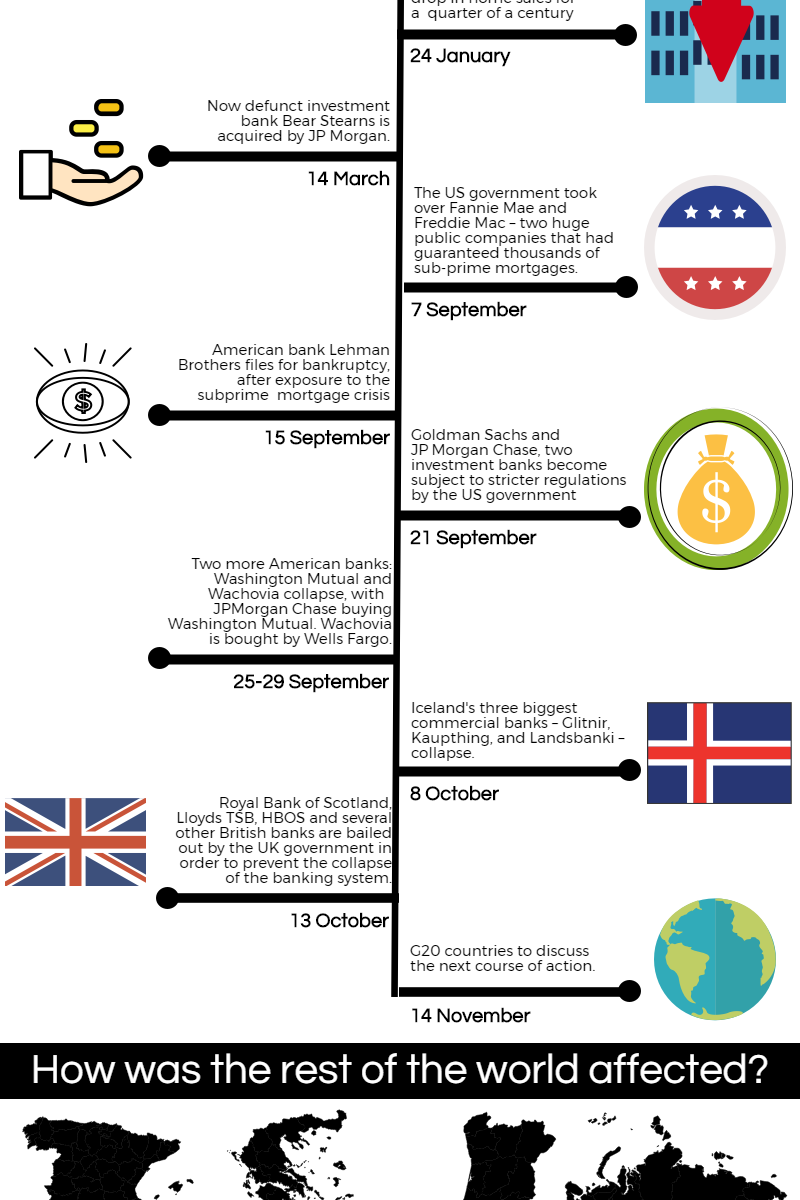 drop in home sales for
a quarter of a century
24 January
Now defunct investment
bank Bear Stearns is
acquired by JP Morgan.
14 March
The US government took
over Fannie Mae and
Freddie Mac – two huge
public companies that had
guaranteed thousands of
sub-prime mortgages.
7 September
American bank Lehman
Brothers files for bankruptcy,
after exposure to the
subprime mortgage crisis
$
15 September
Goldman Sachs and
JP Morgan Chase, two
investment banks become
subject to stricter regulations
by the US government
$
21 September
Two more American banks:
Washington Mutual and
Wachovia collapse, with
JPMorgan Chase buying
Washington Mutual. Wachovia
is bought by Wells Fargo.
25-29 September
Iceland's three biggest
commercial banks – Glitnir,
Kaupthing, and Landsbanki –
collapse.
8 October
Royal Bank of Scotland,
Lloyds TSB, HBOS and several
other British banks are bailed
out by the UK government in
order to prevent the collapse
of the banking system.
13 October
G20 countries to discuss
the next course of action.
14 November
How was the rest of the world affected?